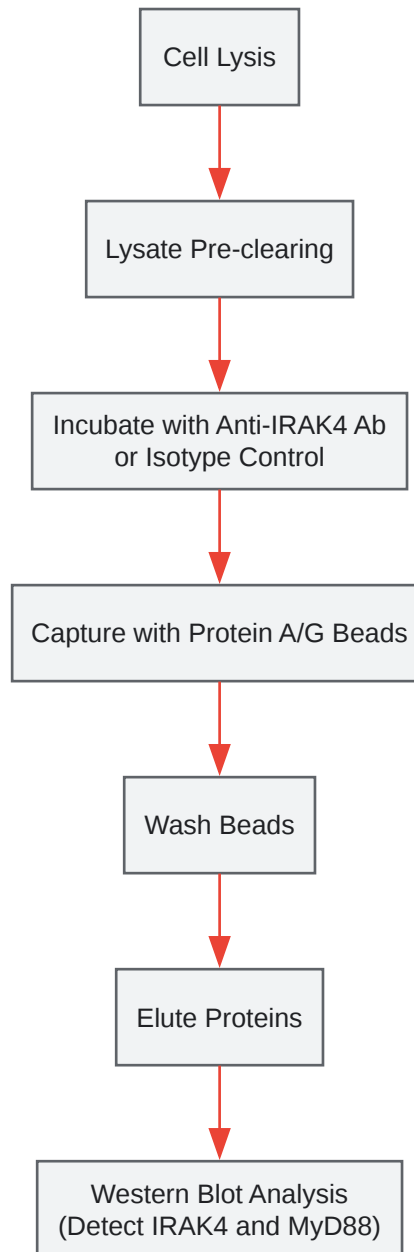 Cell Lysis
Lysate Pre-clearing
Incubate with Anti-IRAK4 Ab
or Isotype Control
Capture with Protein A/G Beads
Wash Beads
Elute Proteins
Western Blot Analysis
(Detect IRAK4 and MyD88)